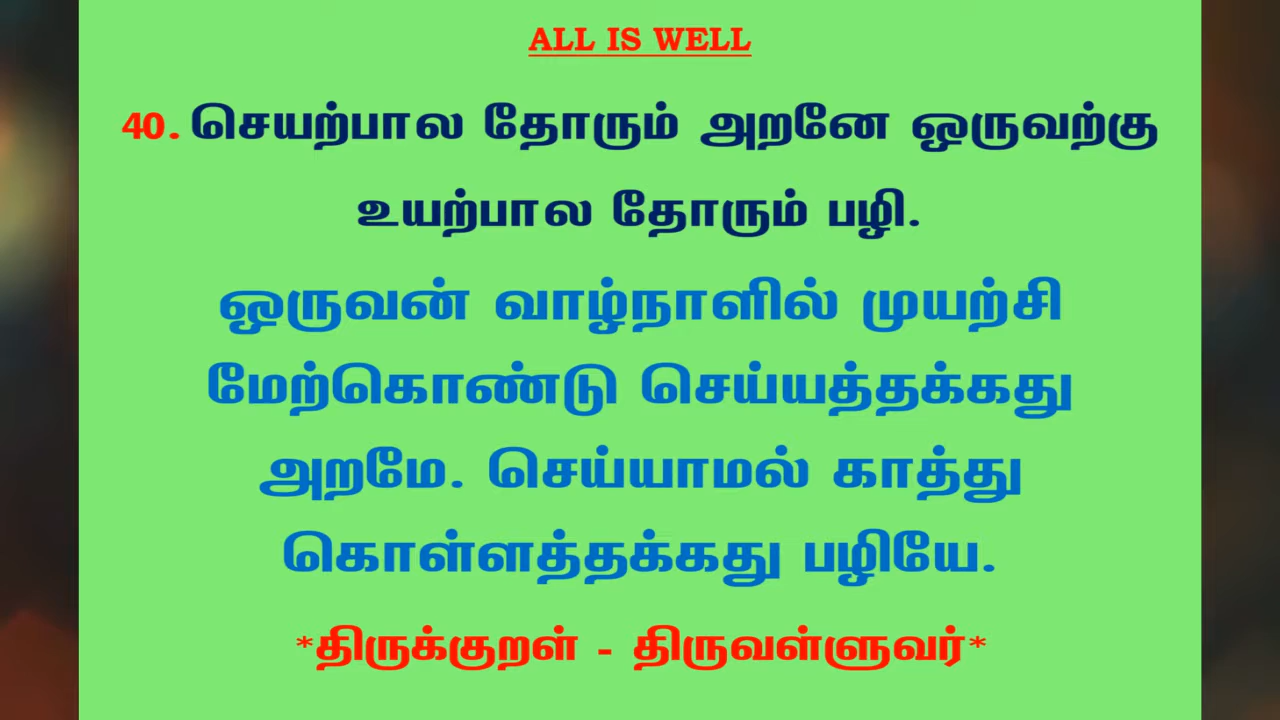 ALL IS WELL
40. செயற்பால தோரும் அறனே ஒருவற்கு
உயற்பால தோரும் பழி.
ஒருவன் வாழ்நாளில் முயற்சி
மேற்கொண்டு செய்யத்தக்கது
அறமே. செய்யாமல் காத்து
கொள்ளத்தக்கது பழியே.
*திருக்குறள் - திருவள்ளுவர்*